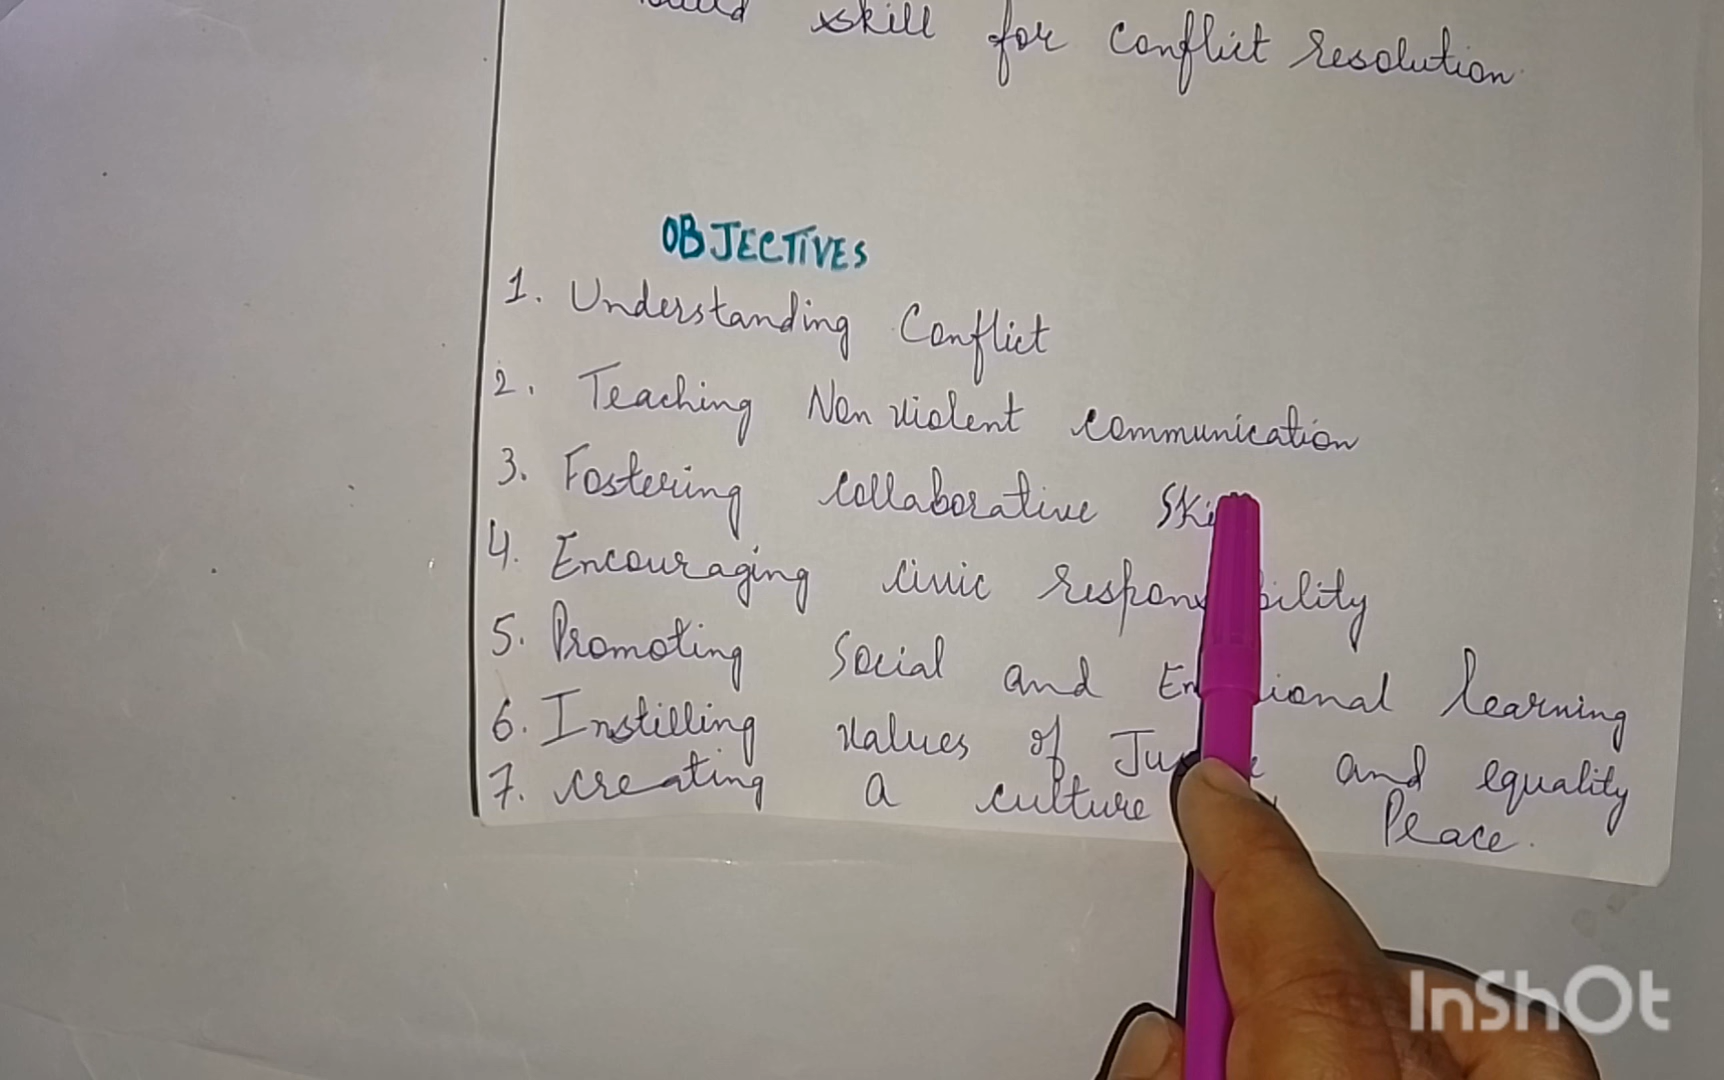 skill for conflict resolution
OBJECTIVES
1. Understanding Conflict
2. Teaching Non violent communication
3. Fostering collaborative
4. Encouraging civic
5. Promoting Social and learning
6. Instilling values of and equality
7. creating a culture Peace.
InShOt